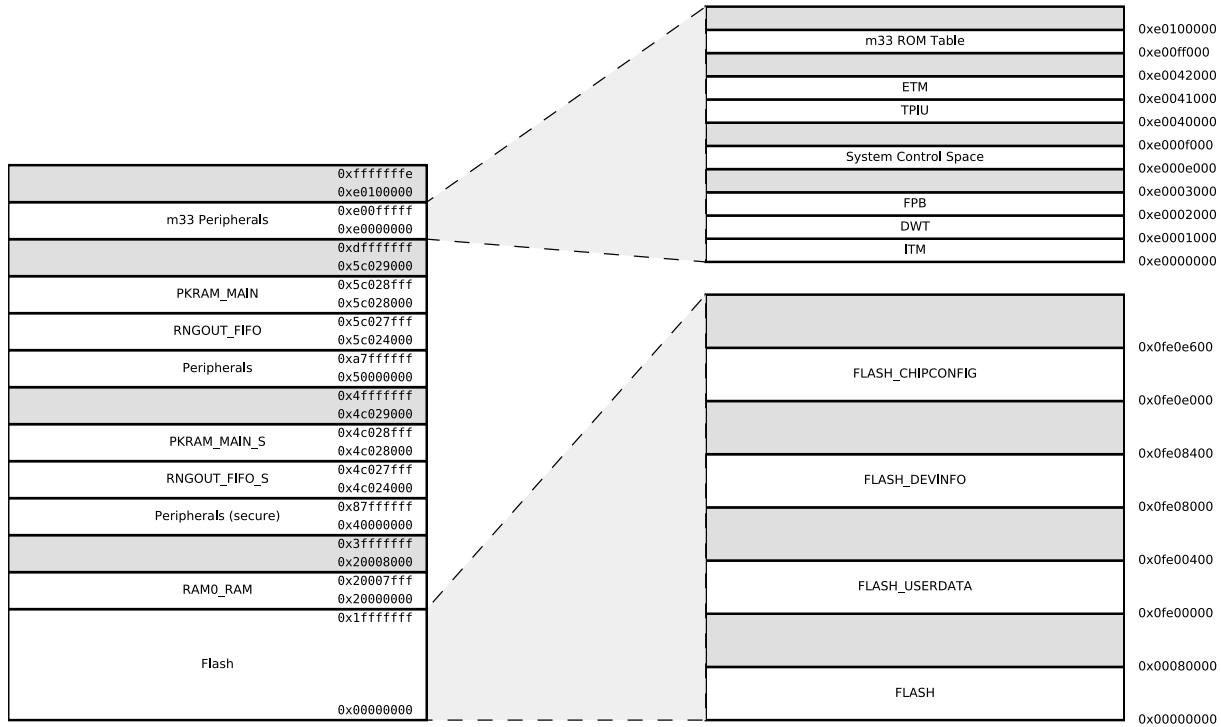 0xfffffffe
0xe0100000
m33 Peripherals
0xe00fffff
0xe0000000
0xdfffffff
0x5c029000
PKRAM_MAIN
0x5c028fff
0x5c028000
RNGOUT_FIFO
0x5c027fff
0x5c024000
Peripherals
0xa7ffffff
0x50000000
0x4fffffff
0x4c029000
PKRAM_MAIN_S
0x4c028fff
0x4c028000
RNGOUT_FIFO_S
0x4c027fff
0x4c024000
Peripherals (secure)
0x87ffffff
0x40000000
0x3fffffff
0x20008000
RAM0_RAM
0x20007fff
0x20000000
0x1fffffff
Flash
0x00000000
0xe0100000
m33 ROM Table
0xe00ff000
0xe0042000
ETM
0xe0041000
TPIU
0xe0040000
0xe000f000
System Control Space
0xe000e000
0xe0003000
FPB
0xe0002000
DWT
0xe0001000
ITM
0xe0000000
0x0fe0e600
FLASH_CHIPCONFIG
0x0fe0e000
0x0fe08400
FLASH_DEVINFO
0x0fe08000
0x0fe00400
FLASH_USERDATA
0x0fe00000
0x00080000
FLASH
0x00000000